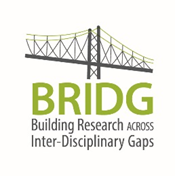 BRIDG
Building Research ACROSS
Inter-Disciplinary Gaps